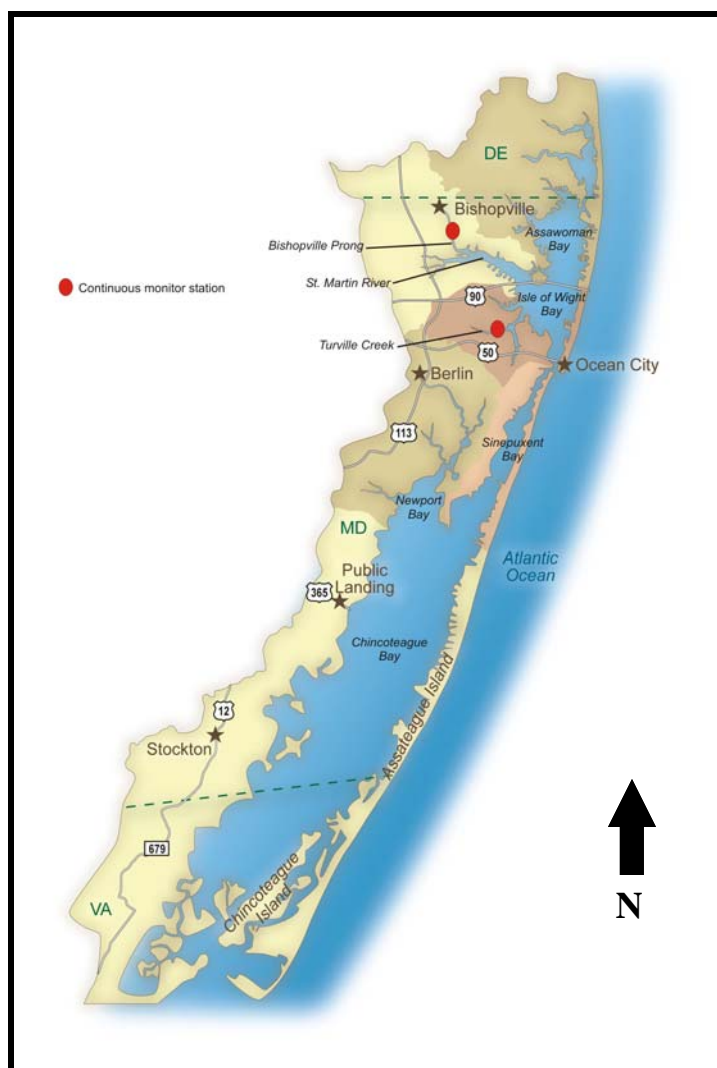 DE
Bishopville
Bishopville Prong
Assawoman
Bay
St. Martin River
Continuous monitor station
90
Isle of Wight
Bay
Turville Creek
50
Ocean City
Berlin
113
Sinepuxent
Bay
Newport
Bay
MD
Atlantic
Ocean
Public
Landing
365
Chincoteague
Bay
Assateague Island
12
Stockton
679
Chincoteague
Island
VA
N